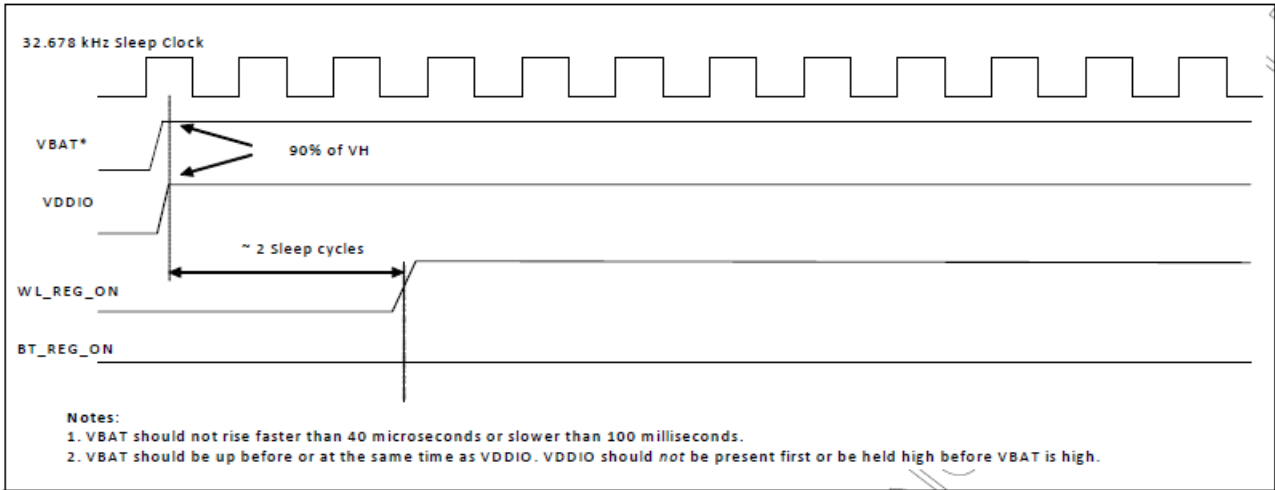 32.678 kHz Sleep Clock
VBAT*
90% of VH
VDDIO
~ 2 Sleep cycles
WL_REG_ON
BT_REG_ON
Notes:
1. VBAT should not rise faster than 40 microseconds or slower than 100 milliseconds.
2. VBAT should be up before or at the same time as VDDIO. VDDIO should not be present first or be held high before VBAT is high.